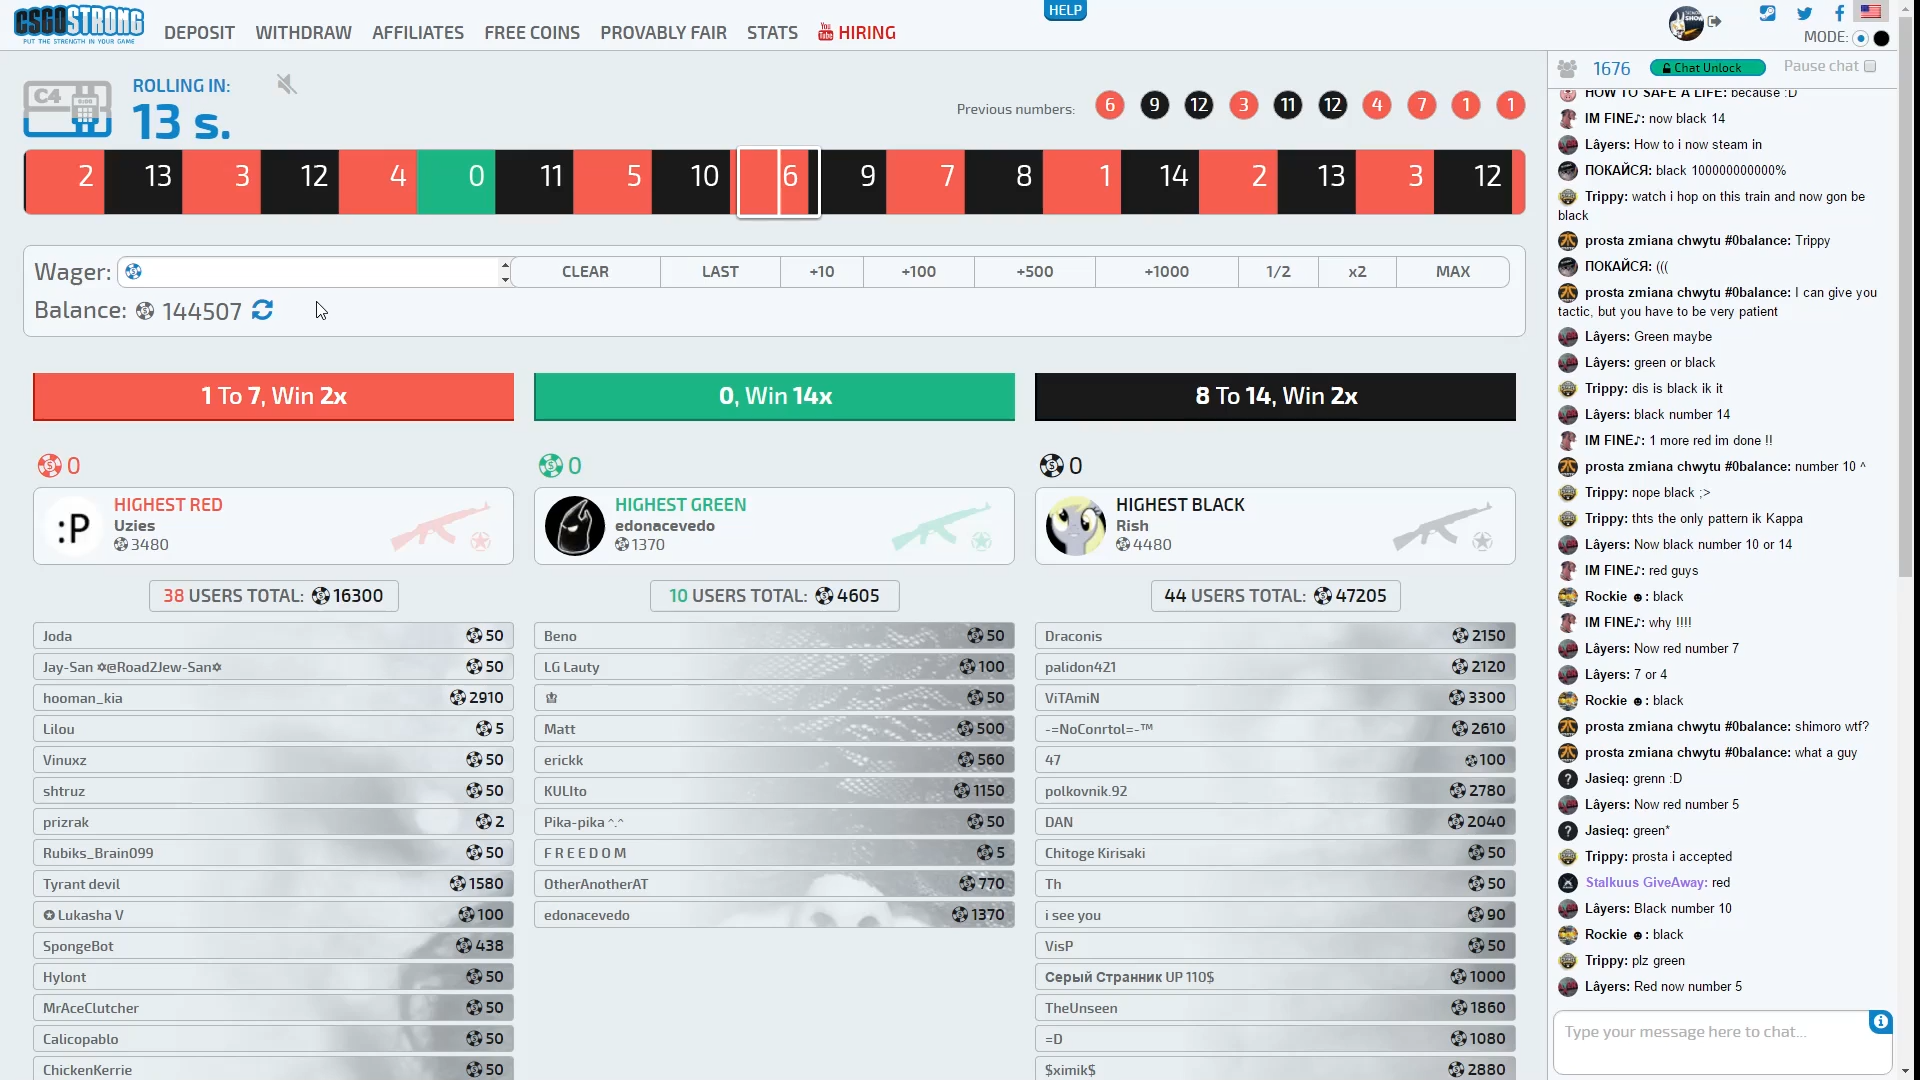 CSGOSTRONG
PUT THE STRENGTH IN YOUR GAME
DEPOSIT WITHDRAW AFFILIATES FREE COINS PROVABLY FAIR STATS You Tube HIRING
HELP
MODE:
C4
ROLLING IN:
13 s.
Previous numbers: 6 9 12 3 11 12 4 7 1 1
2 13 3 12 4 0 11 5 10 6 9 7 8 1 14 2 13 3 12
Wager: CLEAR LAST +10 +100 +500 +1000 1/2 x2 MAX
Balance: 144507
1 To 7, Win 2x
0
HIGHEST RED
:P
Uzies
3480
38 USERS TOTAL: 16300
Joda 50
Jay-San ✡@Road2Jew-San✡ 50
hooman_kia 2910
Lilou 5
Vinuxz 50
shtruz 50
prizrak 2
Rubiks_Brain099 50
Tyrant devil 1580
✪ Lukasha V 100
SpongeBot 438
Hylont 50
MrAceClutcher 50
Calicopablo 50
ChickenKerrie 50
0, Win 14x
0
HIGHEST GREEN
edonacevedo
1370
10 USERS TOTAL: 4605
Beno 50
LG Lauty 100
♔ 50
Matt 500
erickk 560
KULIto 1150
Pika-pika ^.^ 50
F R E E D O M 5
OtherAnotherAT 770
edonacevedo 1370
8 To 14, Win 2x
0
HIGHEST BLACK
Rish
4480
44 USERS TOTAL: 47205
Draconis 2150
palidon421 2120
ViTAmiN 3300
-=NoConrtol=-™ 2610
47 100
polkovnik.92 2780
DAN 2040
Chitoge Kirisaki 50
Th 50
i see you 90
VisP 50
Серый Странник UP 110$ 1000
TheUnseen 1860
=D 1080
$ximik$ 2880
1676 Chat Unlock Pause chat
HOW TO SAFE A LIFE: because :D
IM FINE♪: now black 14
Lâyers: How to i now steam in
ПОКАЙСЯ: black 100000000000%
Trippy: watch i hop on this train and now gon be
black
prosta zmiana chwytu #0balance: Trippy
ПОКАЙСЯ: (((
prosta zmiana chwytu #0balance: I can give you
tactic, but you have to be very patient
Lâyers: Green maybe
Lâyers: green or black
Trippy: dis is black ik it
Lâyers: black number 14
IM FINE♪: 1 more red im done !!
prosta zmiana chwytu #0balance: number 10 ^
Trippy: nope black ;>
Trippy: thts the only pattern ik Kappa
Lâyers: Now black number 10 or 14
IM FINE♪: red guys
Rockie ☻: black
IM FINE♪: why !!!!
Lâyers: Now red number 7
Lâyers: 7 or 4
Rockie ☻: black
prosta zmiana chwytu #0balance: shimoro wtf?
prosta zmiana chwytu #0balance: what a guy
Jasieq: grenn :D
Lâyers: Now red number 5
Jasieq: green*
Trippy: prosta i accepted
Stalkuus GiveAway: red
Lâyers: Black number 10
Rockie ☻: black
Trippy: plz green
Lâyers: Red now number 5
Type your message here to chat...